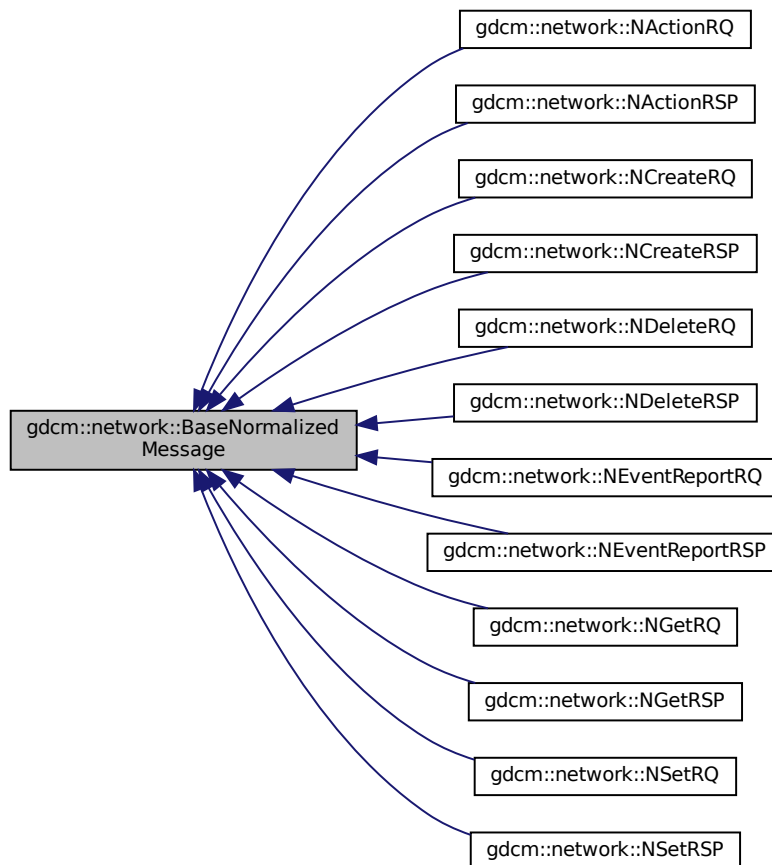 gdcm::network::NActionRQ
gdcm::network::NActionRSP
gdcm::network::NCreateRQ
gdcm::network::NCreateRSP
gdcm::network::NDeleteRQ
gdcm::network::NDeleteRSP
gdcm::network::BaseNormalized
Message
gdcm::network::NEventReportRQ
gdcm::network::NEventReportRSP
gdcm::network::NGetRQ
gdcm::network::NGetRSP
gdcm::network::NSetRQ
gdcm::network::NSetRSP